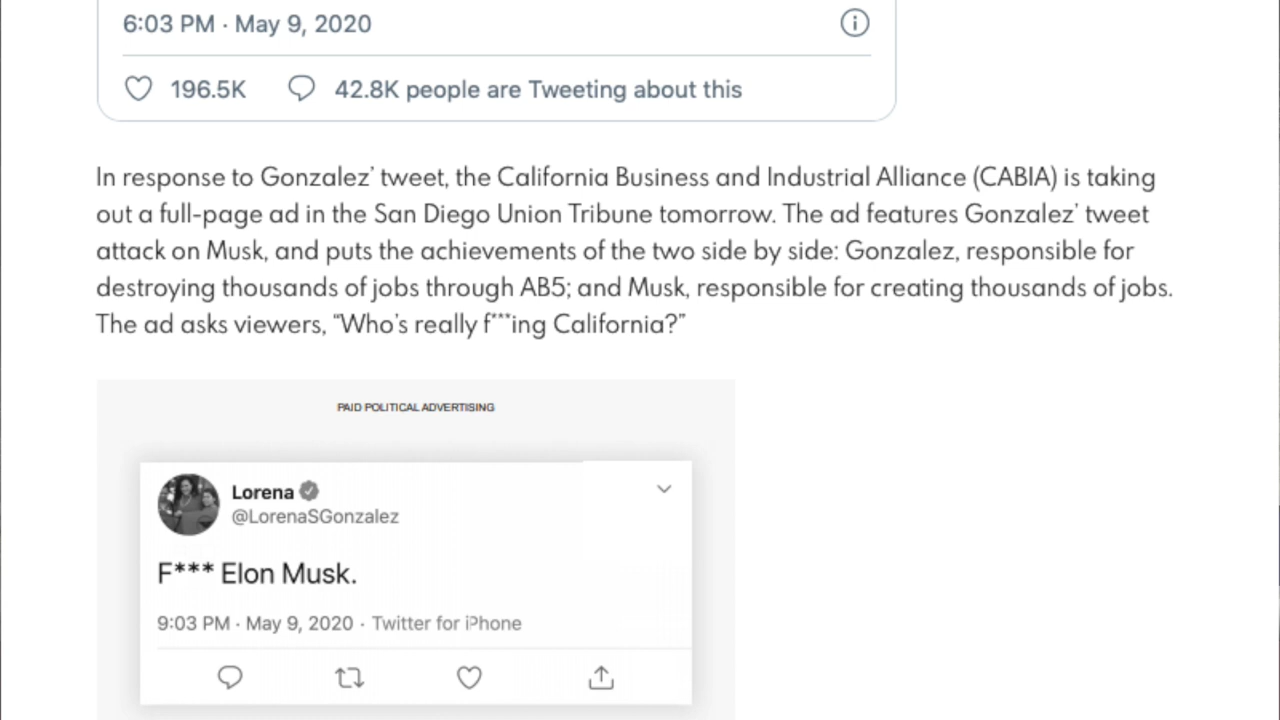 6:03 PM · May 9, 2020
196.5K 42.8K people are Tweeting about this
In response to Gonzalez’ tweet, the California Business and Industrial Alliance (CABIA) is taking
out a full-page ad in the San Diego Union Tribune tomorrow. The ad features Gonzalez’ tweet
attack on Musk, and puts the achievements of the two side by side: Gonzalez, responsible for
destroying thousands of jobs through AB5; and Musk, responsible for creating thousands of jobs.
The ad asks viewers, “Who’s really f***ing California?”
PAID POLITICAL ADVERTISING
Lorena
@LorenaSGonzalez
F*** Elon Musk.
9:03 PM · May 9, 2020 · Twitter for iPhone